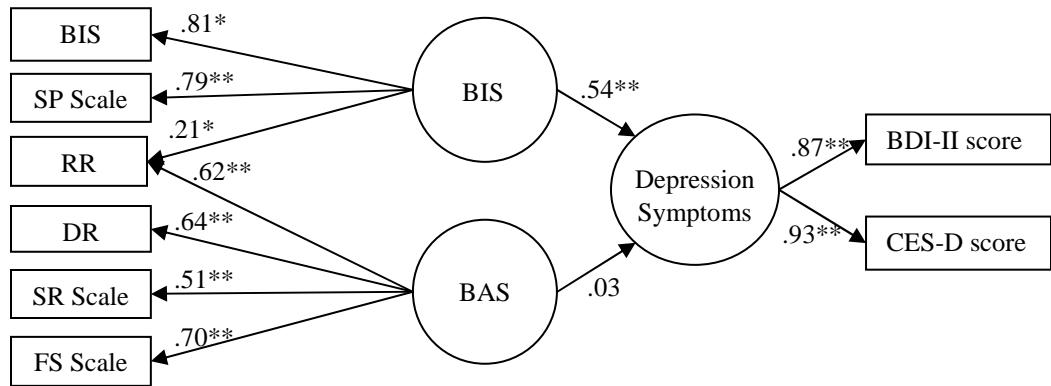 BIS
.81*
SP Scale
.79**
RR
.21*
.62**
DR
.64**
SR Scale
.51**
FS Scale
.70**
BIS
.54**
BAS
.03
Depression
Symptoms
.87**
BDI-II score
.93**
CES-D score